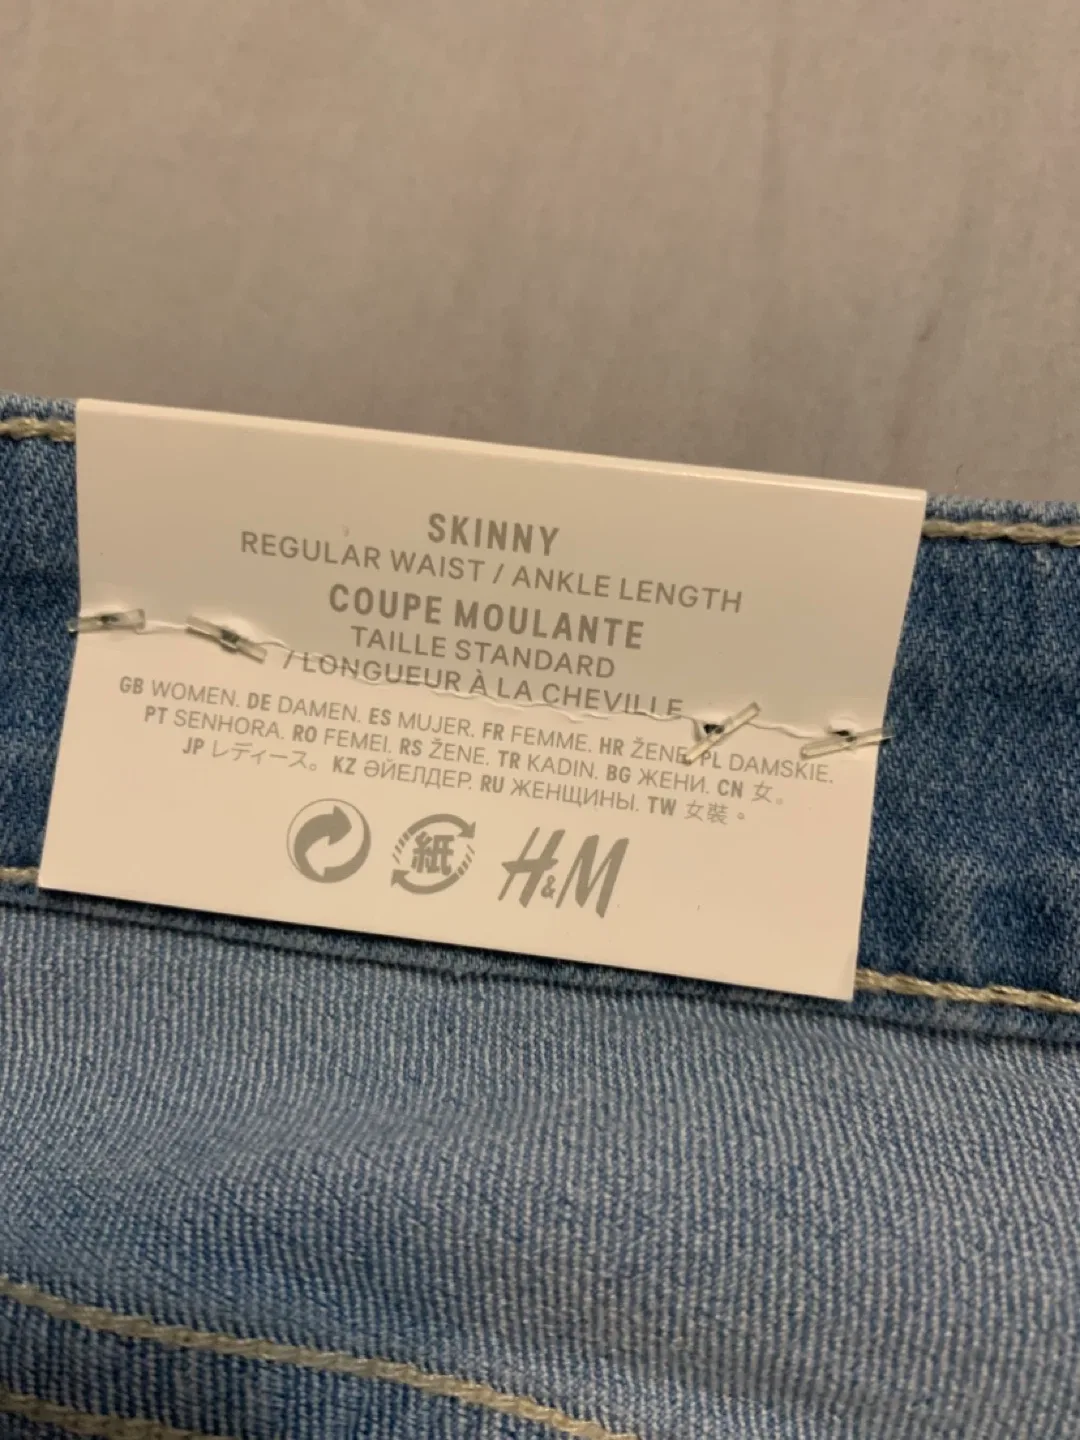 SKINNY
REGULAR WAIST / ANKLE LENGTH
COUPE MOULANTE
TAILLE STANDARD
/ LONGUEUR À LA CHEVILLE
GB WOMEN. DE DAMEN. ES MUJER. FR FEMME. HR ŽENE. PL DAMSKIE.
PT SENHORA. RO FEMEI. RS ŽENE. TR KADIN. BG ЖЕНИ. CN 女。
JP レディース。 KZ ӘЙЕЛДЕР. RU ЖЕНЩИНЫ. TW 女裝。
紙 H&M